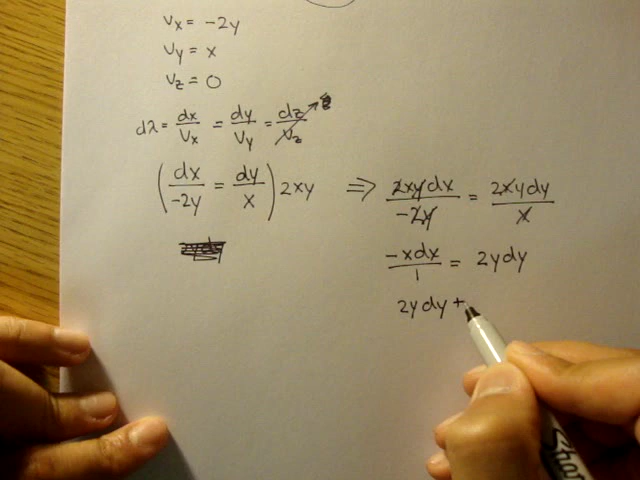 Vx = -2y
Vy = x
Vz = 0
dλ = dx/Vx = dy/Vy = dz/Vz
(dx/-2y = dy/x) 2xy ⇒ 2xydx/-2y = 2xydy/x
-xdx/1 = 2ydy
2ydy +
Shar